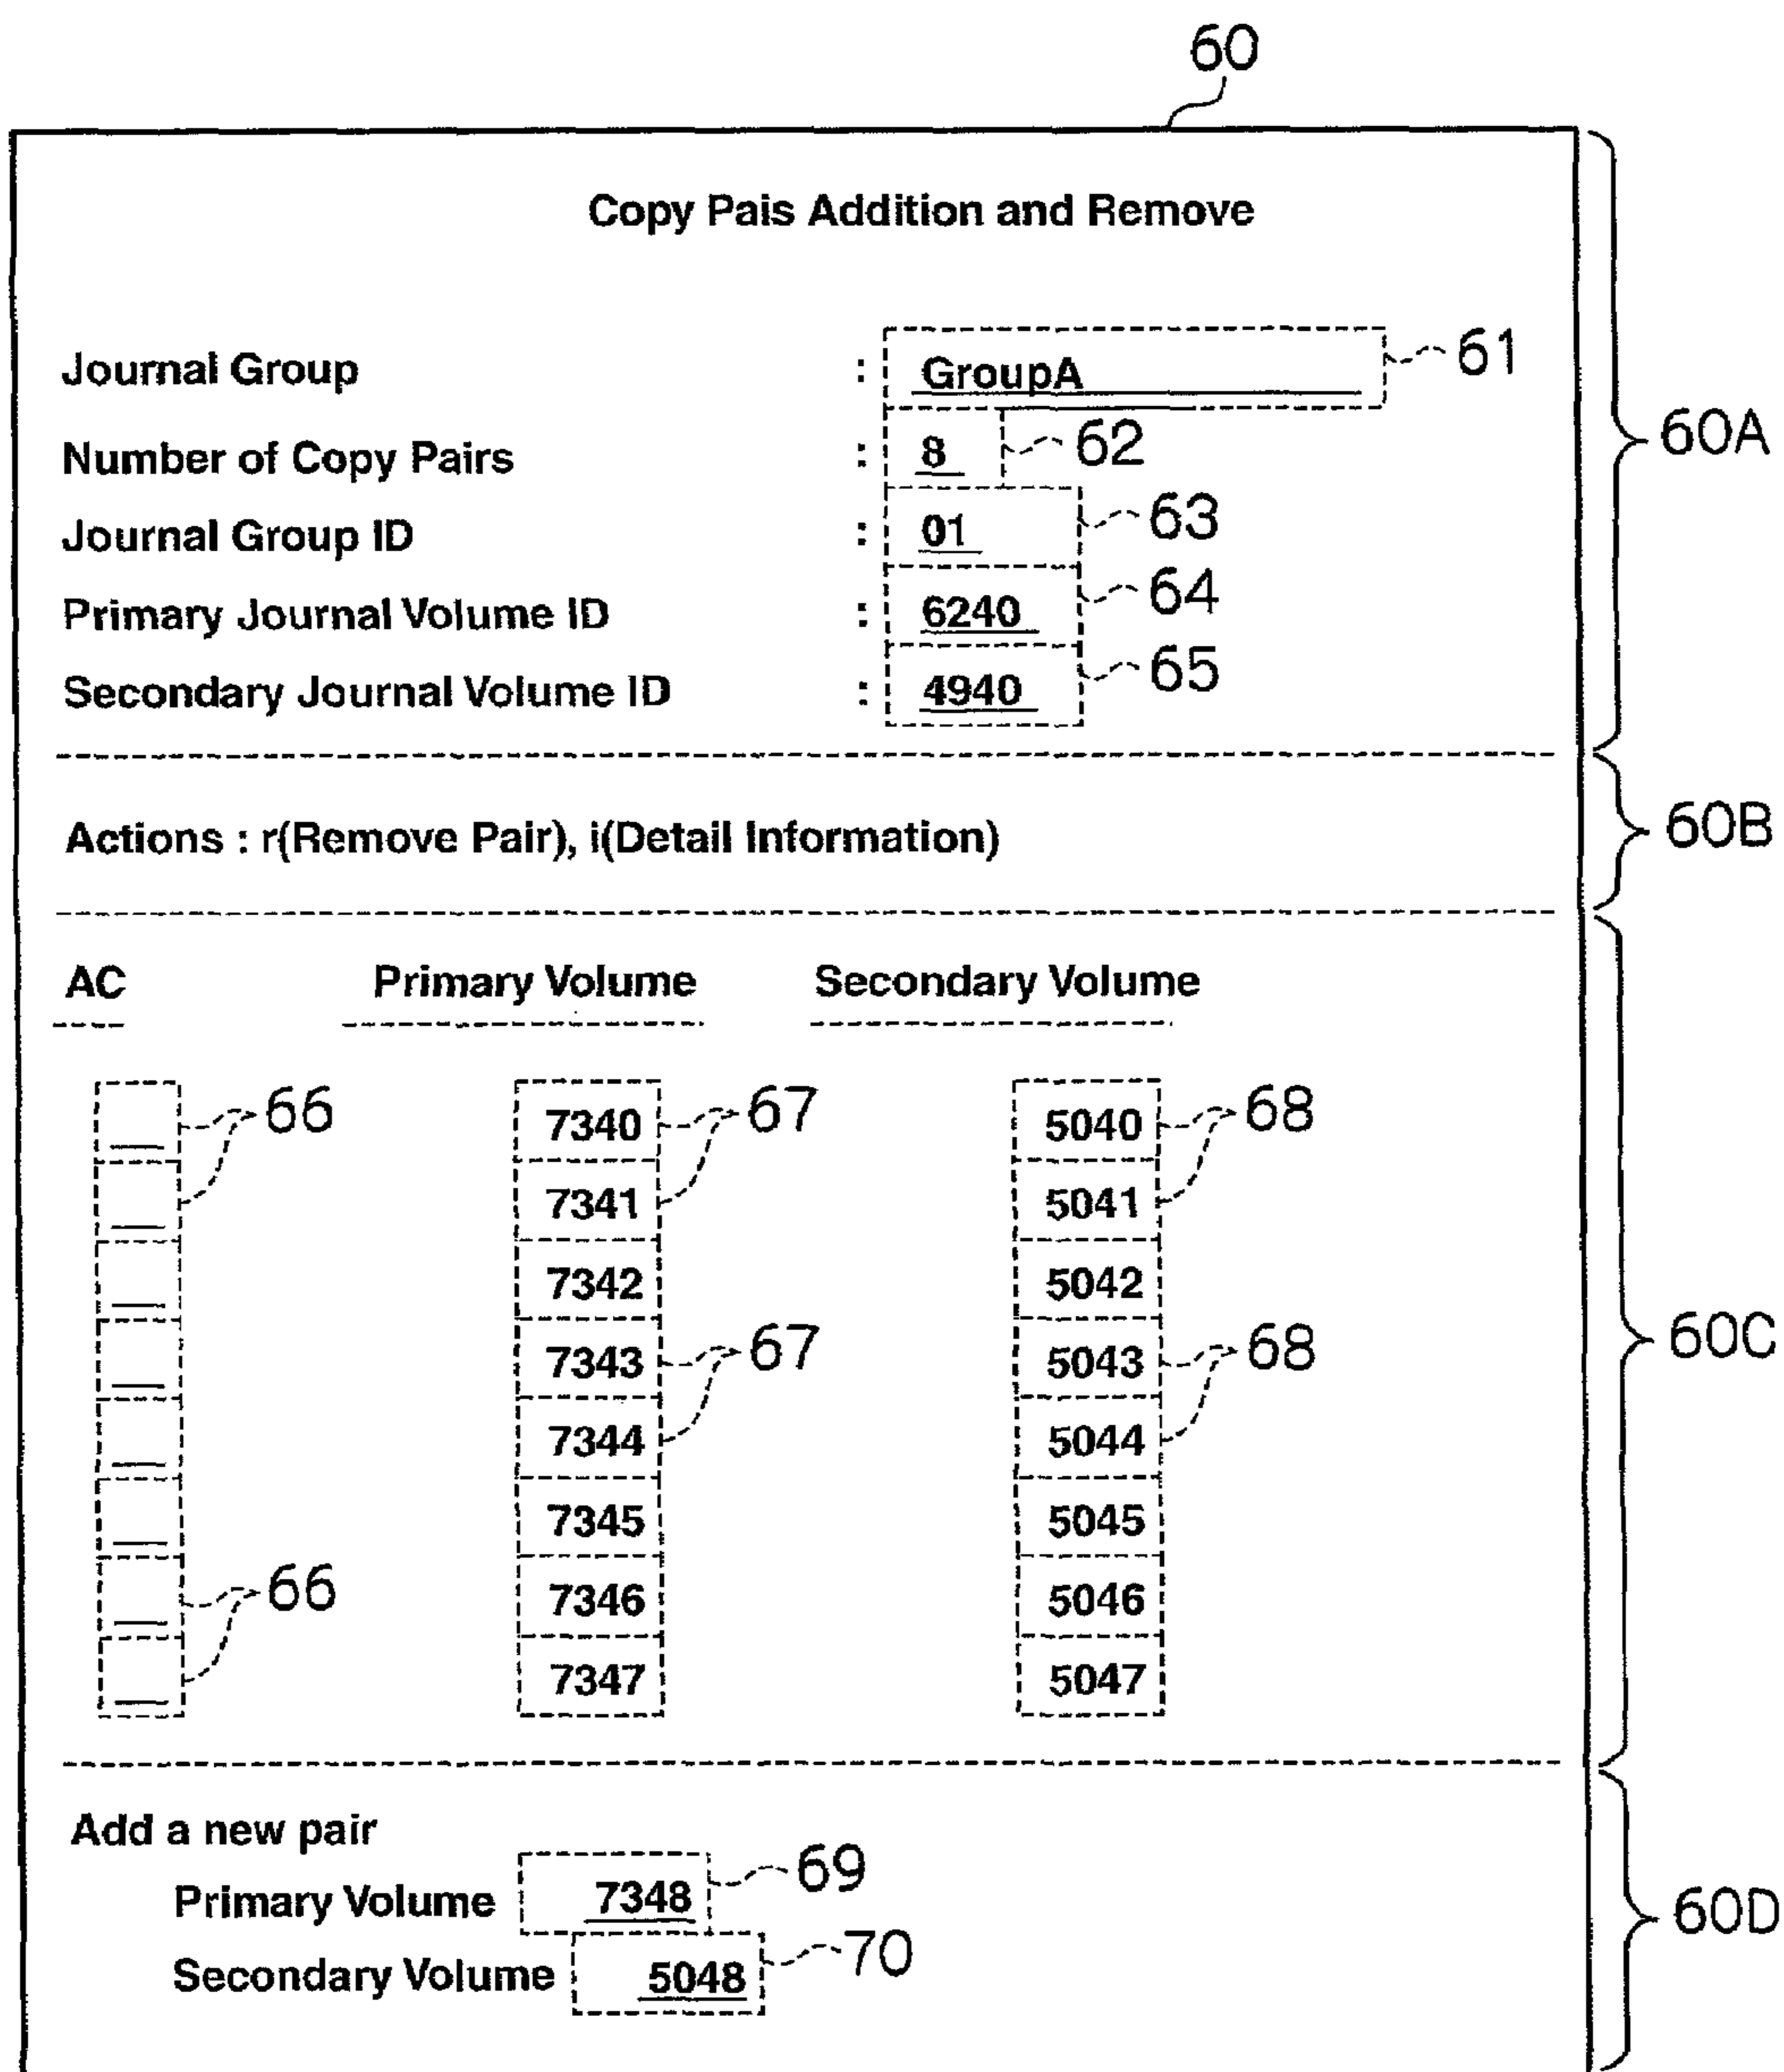 60
Copy Pais Addition and Remove
Journal Group : GroupA 61
Number of Copy Pairs : 8 62
Journal Group ID : 01 63
Primary Journal Volume ID : 6240 64
Secondary Journal Volume ID : 4940 65
60A
Actions : r(Remove Pair), i(Detail Information)
60B
AC Primary Volume Secondary Volume
66 7340 67 5040 68
7341 5041
7342 5042
7343 67 5043 68
60C
7344 5044
7345 5045
66 7346 5046
7347 5047
Add a new pair
Primary Volume 7348 69
60D
Secondary Volume 5048 70